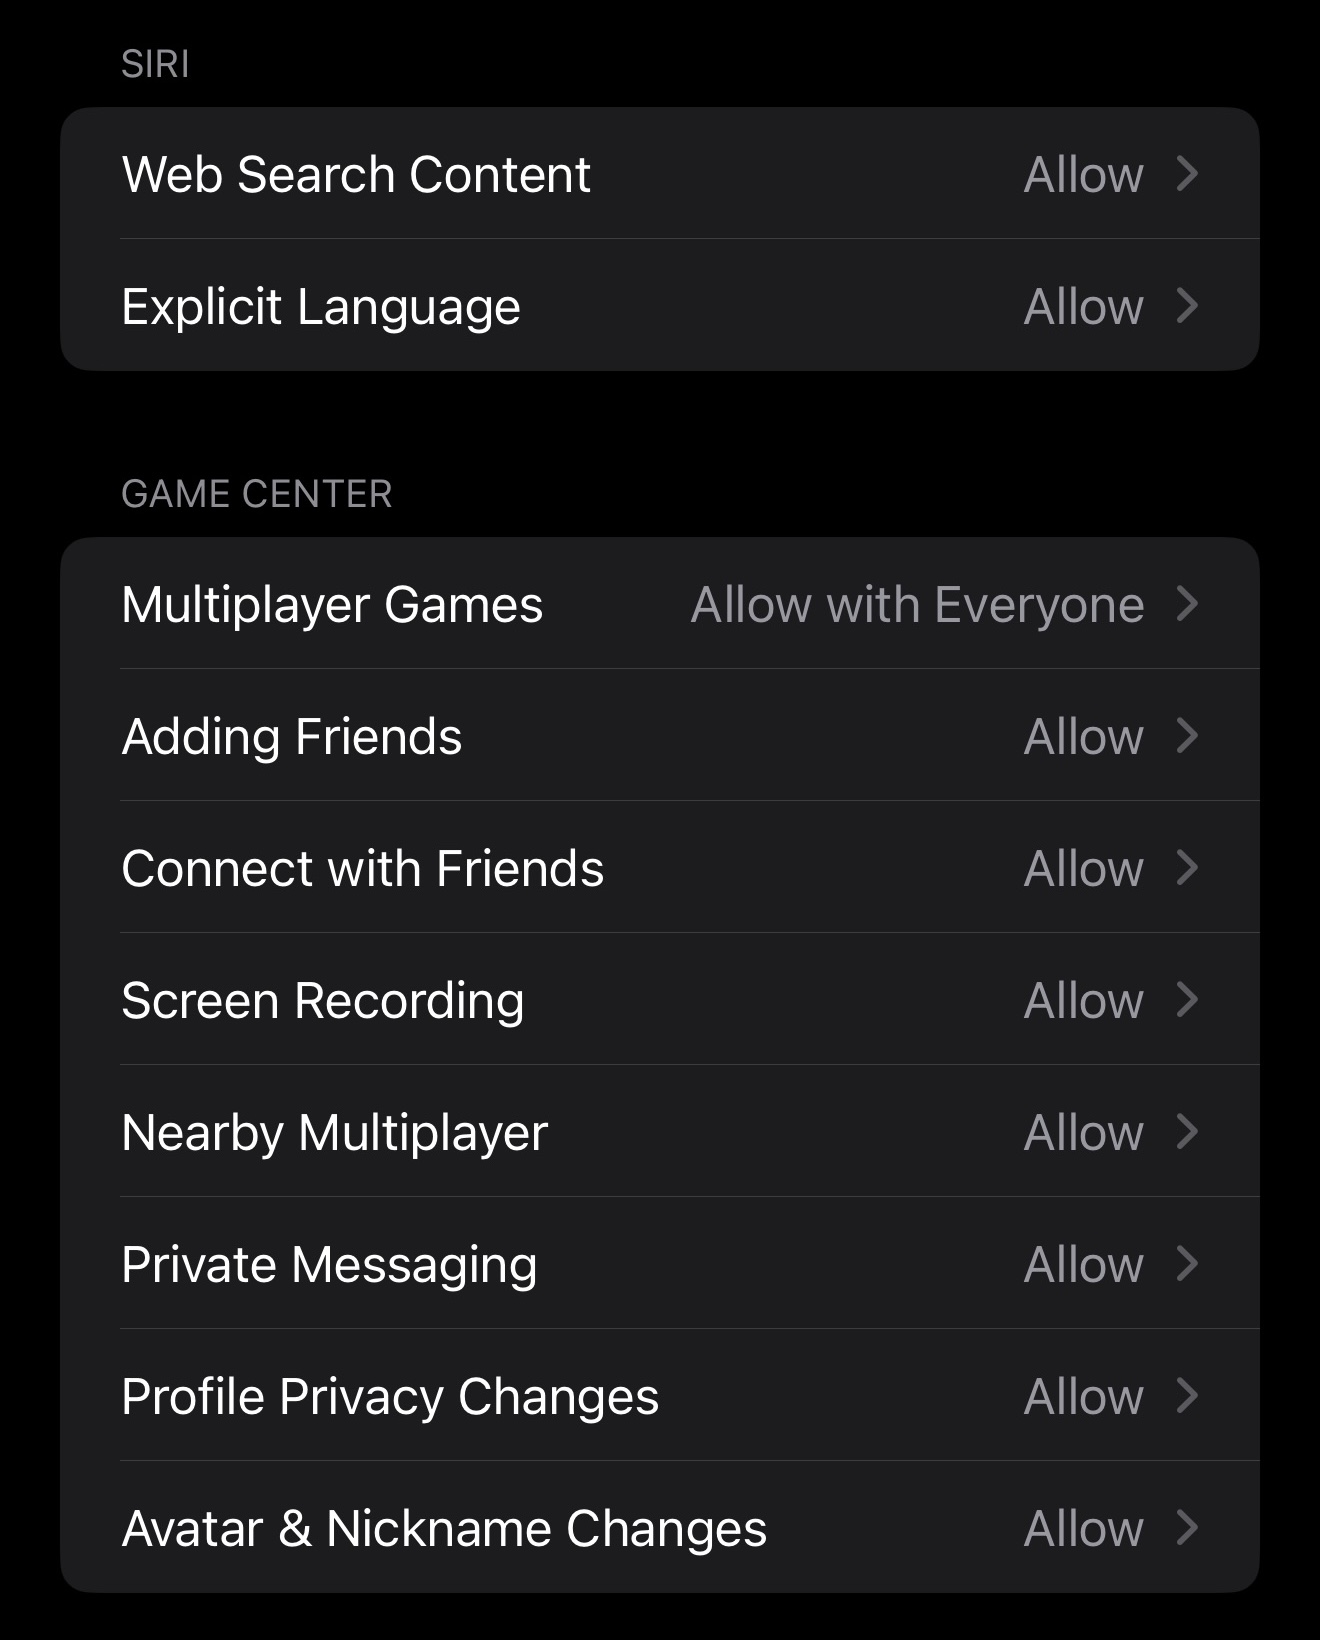 SIRI
Web Search Content Allow
Explicit Language Allow
GAME CENTER
Multiplayer Games Allow with Everyone
Adding Friends Allow
Connect with Friends Allow
Screen Recording Allow
Nearby Multiplayer Allow
Private Messaging Allow
Profile Privacy Changes Allow
Avatar & Nickname Changes Allow